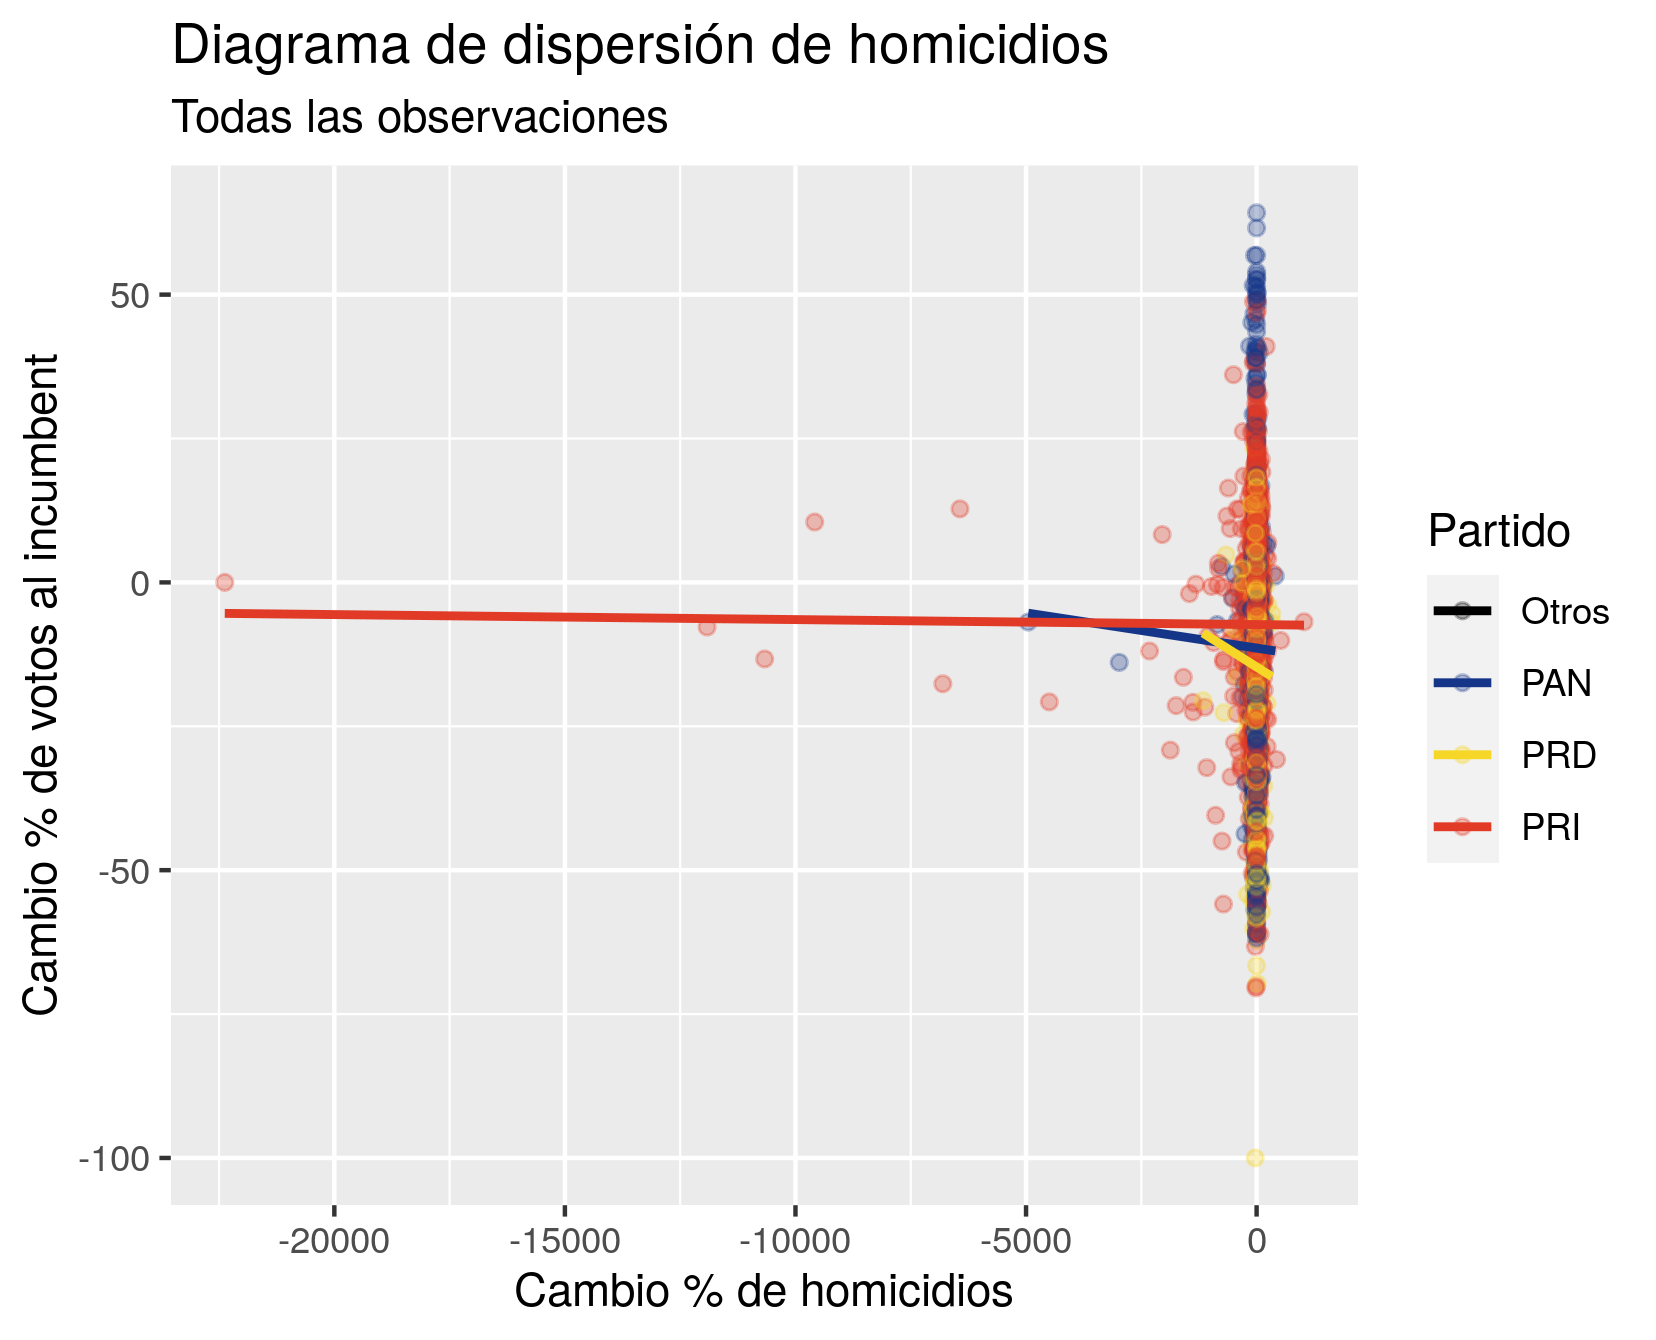 Diagrama de dispersión de homicidios
Todas las observaciones
Cambio % de votos al incumbent
50
0
-50
-100
-20000
-15000
-10000
-5000
0
Cambio % de homicidios
Partido
Otros
PAN
PRD
PRI